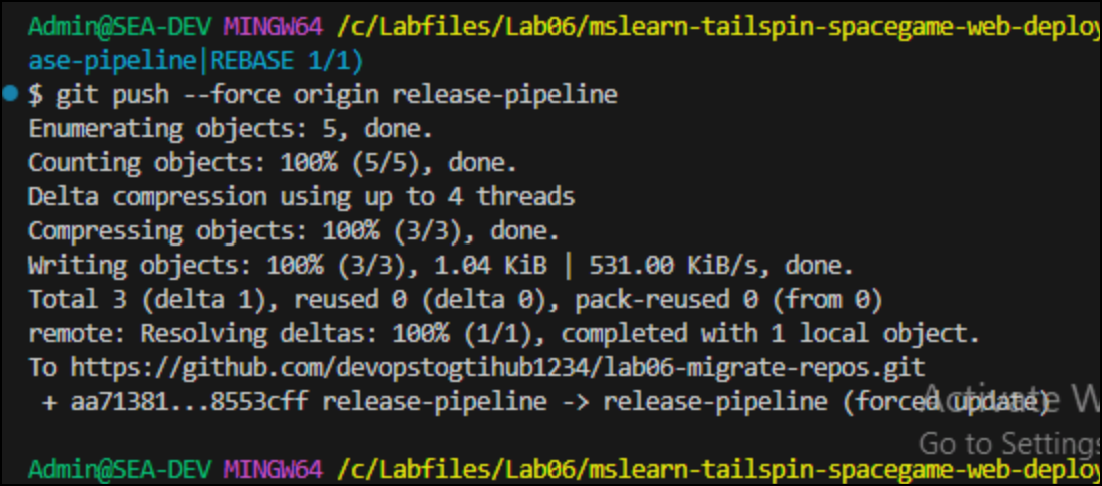 Admin@SEA-DEV MINGW64 /c/Labfiles/Lab06/mslearn-tailspin-spacegame-web-deploy
ase-pipeline|REBASE 1/1)
$ git push --force origin release-pipeline
Enumerating objects: 5, done.
Counting objects: 100% (5/5), done.
Delta compression using up to 4 threads
Compressing objects: 100% (3/3), done.
Writing objects: 100% (3/3), 1.04 KiB | 531.00 KiB/s, done.
Total 3 (delta 1), reused 0 (delta 0), pack-reused 0 (from 0)
remote: Resolving deltas: 100% (1/1), completed with 1 local object.
To https://github.com/devopstogtihub1234/lab06-migrate-repos.git
+ aa71381...8553cff release-pipeline -> release-pipeline (forced update)
Activate W
Go to Settings
Admin@SEA-DEV MINGW64 /c/Labfiles/Lab06/mslearn-tailspin-spacegame-web-deploy